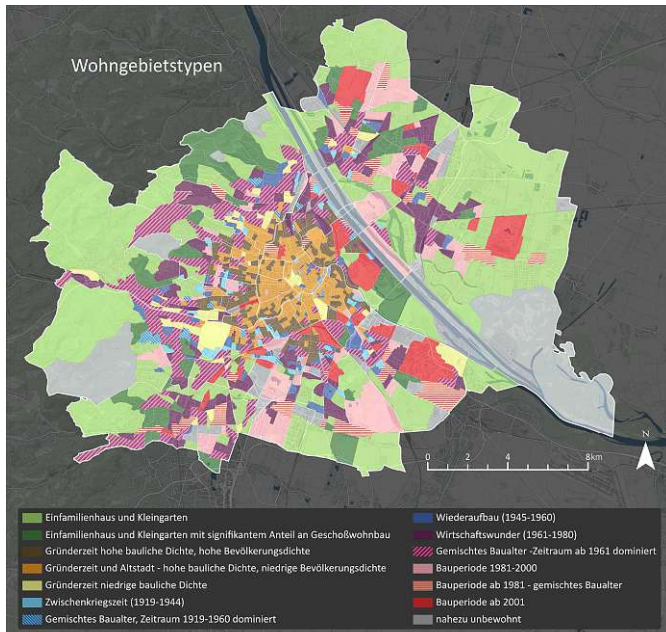 Wohngebietstypen
N
0 2 4 8km
Einfamilienhaus und Kleingarten
Einfamilienhaus und Kleingarten mit signifikantem Anteil an Geschoßwohnbau
Gründerzeit hohe bauliche Dichte, hohe Bevölkerungsdichte
Gründerzeit und Altstadt - hohe bauliche Dichte, niedrige Bevölkerungsdichte
Gründerzeit niedrige bauliche Dichte
Zwischenkriegszeit (1919-1944)
Gemischtes Baualter, Zeitraum 1919-1960 dominiert
Wiederaufbau (1945-1960)
Wirtschaftswunder (1961-1980)
Gemischtes Baualter -Zeitraum ab 1961 dominiert
Bauperiode 1981-2000
Bauperiode ab 1981 - gemischtes Baualter
Bauperiode ab 2001
nahezu unbewohnt